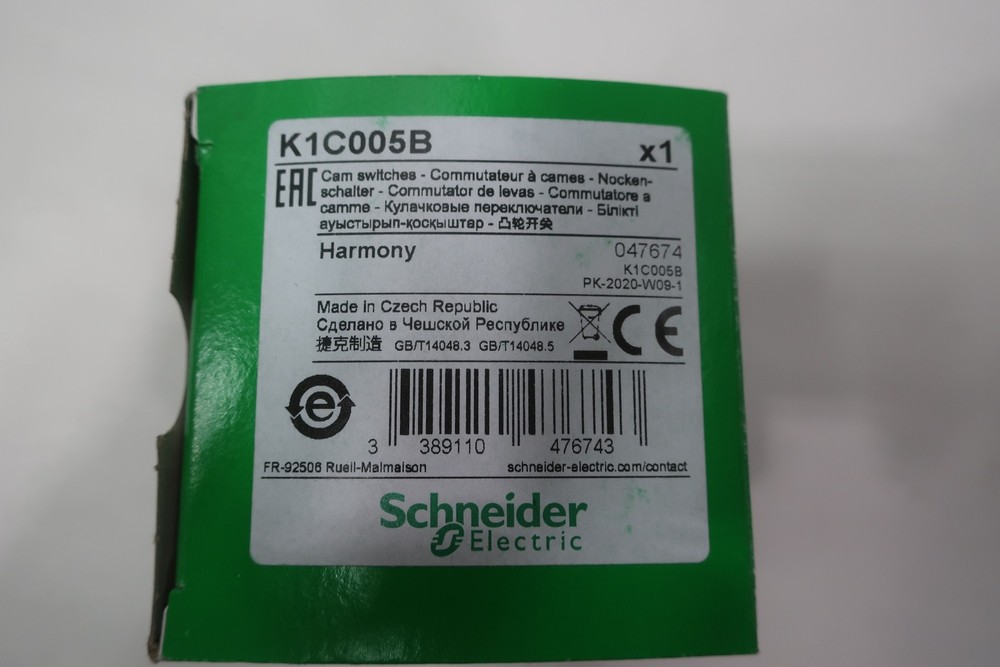 K1C005B x1
EAC Cam switches - Commutateur à cames - Nocken-
schalter - Commutador de levas - Commutatore a
camme - Кулачковые переключатели - Білікті
ауыстырып-қосқыштар - 凸轮开关
Harmony 047674
K1C005B
PK-2020-W09-1
Made in Czech Republic
Сделано в Чешской Республике
捷克制造 GB/T14048.3 GB/T14048.5
CE
e
3 389110 476743
FR-92506 Rueil-Malmaison schneider-electric.com/contact
Schneider
Electric